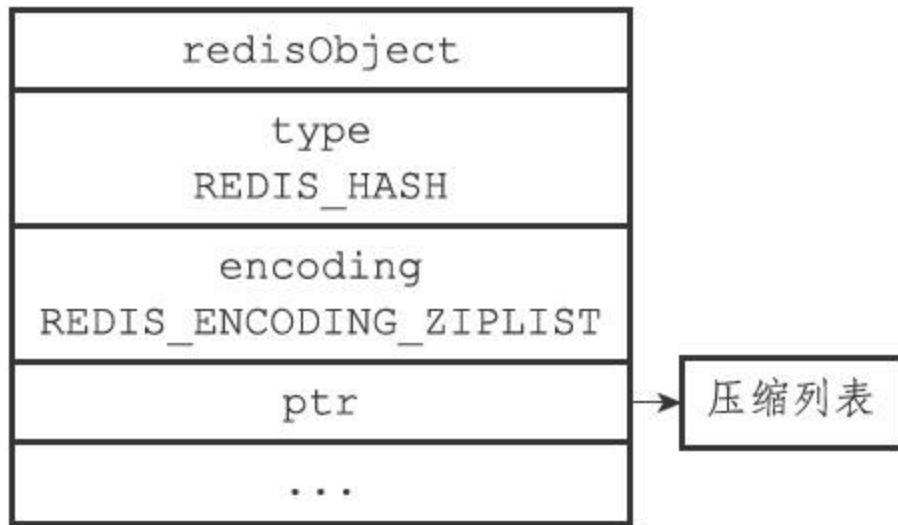 redisObject
type
REDIS_HASH
encoding
REDIS_ENCODING_ZIPLIST
ptr
压缩列表
...